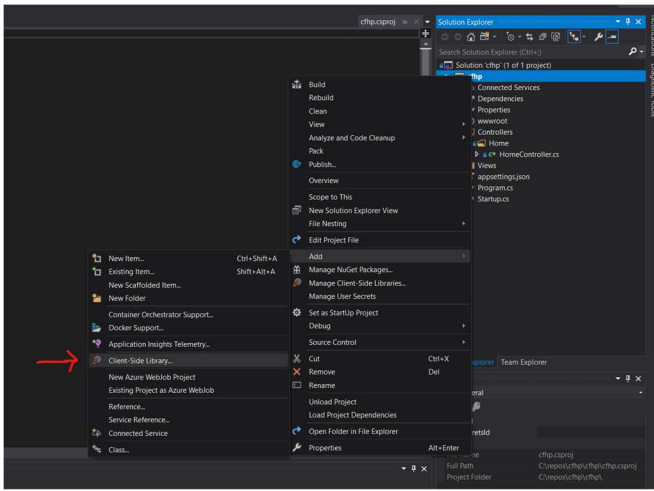 cfhp.csproj
Solution Explorer
Search Solution Explorer (Ctrl+;)
Solution 'cfhp' (1 of 1 project)
cfhp
Connected Services
Dependencies
Properties
wwwroot
Controllers
Home
C# HomeController.cs
Views
appsettings.json
Program.cs
Startup.cs
Notifications
Diagnostic Tools
Build
Rebuild
Clean
View
Analyze and Code Cleanup
Pack
Publish...
Overview
Scope to This
New Solution Explorer View
File Nesting
Edit Project File
Add
Manage NuGet Packages...
Manage Client-Side Libraries...
Manage User Secrets
Set as StartUp Project
Debug
Source Control
Cut Ctrl+X
Remove Del
Rename
Unload Project
Load Project Dependencies
Open Folder in File Explorer
Properties Alt+Enter
New Item... Ctrl+Shift+A
Existing Item... Shift+Alt+A
New Scaffolded Item...
New Folder
Container Orchestrator Support...
Docker Support...
Application Insights Telemetry...
Client-Side Library...
New Azure WebJob Project
Existing Project as Azure WebJob
Reference...
Service Reference...
Connected Service
Class...
Team Explorer
cfhp.csproj
Full Path C:\repos\cfhp\cfhp\cfhp.csproj
Project Folder C:\repos\cfhp\cfhp\